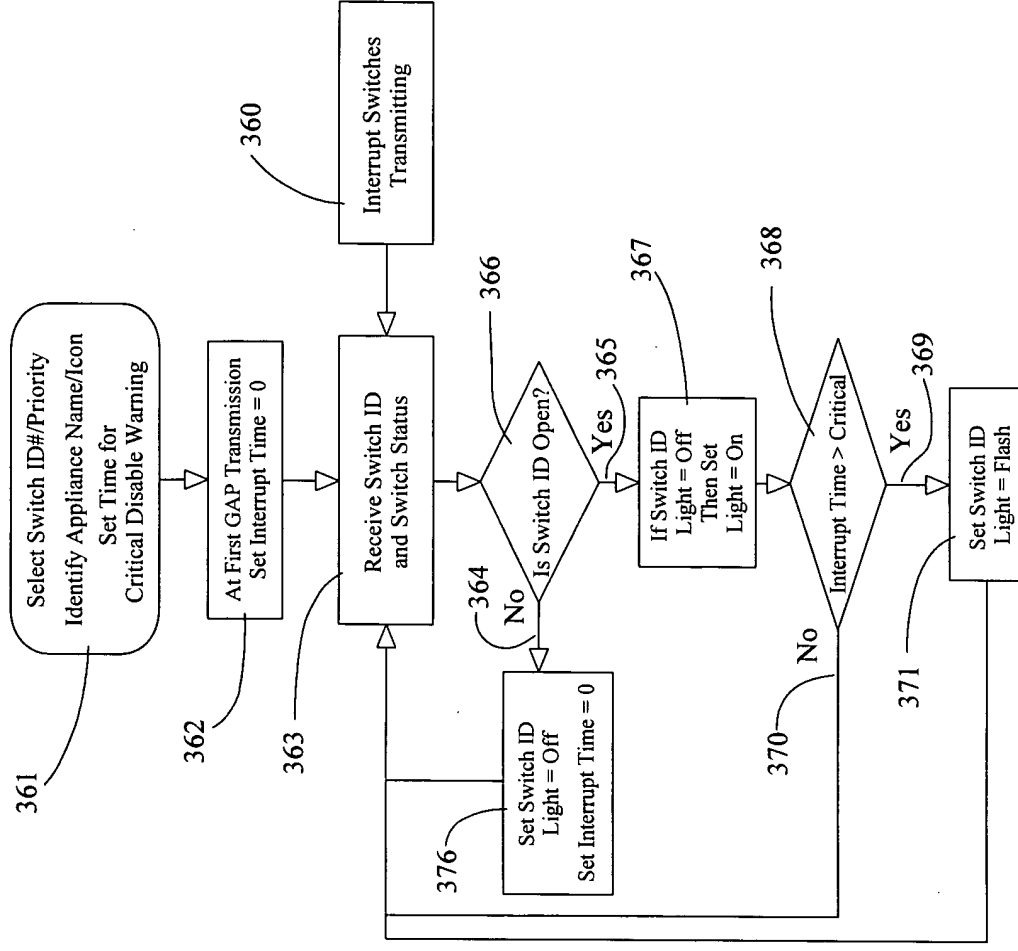 361
Select Switch ID#/Priority
Identify Appliance Name/Icon
Set Time for
Critical Disable Warning
362
At First GAP Transmission
Set Interrupt Time = 0
360
Interrupt Switches
Transmitting
363
Receive Switch ID
and Switch Status
366
Is Switch ID Open?
364
No
365
Yes
376
Set Switch ID
Light = Off
Set Interrupt Time = 0
367
If Switch ID
Light = Off
Then Set
Light = On
368
Interrupt Time > Critical
370
No
369
Yes
371
Set Switch ID
Light = Flash